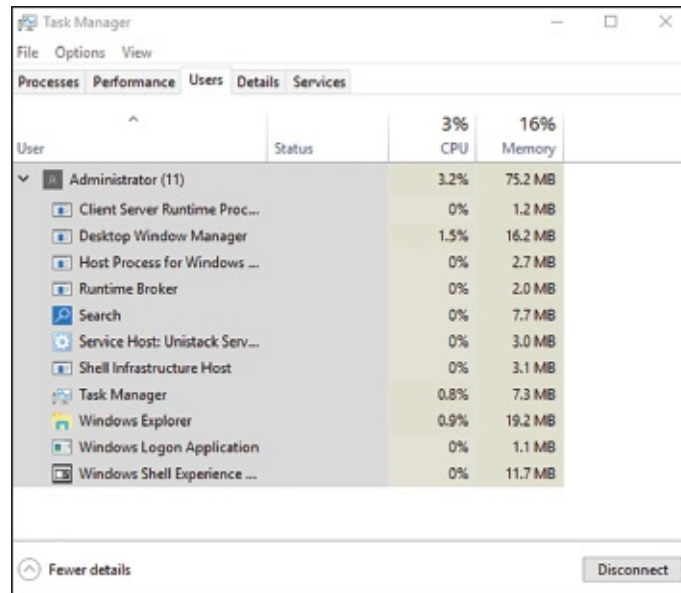 Task Manager
File Options View
Processes Performance Users Details Services
3% 16%
User Status CPU Memory
Administrator (11) 3.2% 75.2 MB
Client Server Runtime Proc... 0% 1.2 MB
Desktop Window Manager 1.5% 16.2 MB
Host Process for Windows ... 0% 2.7 MB
Runtime Broker 0% 2.0 MB
Search 0% 7.7 MB
Service Host: Unistack Serv... 0% 3.0 MB
Shell Infrastructure Host 0% 3.1 MB
Task Manager 0.8% 7.3 MB
Windows Explorer 0.9% 19.2 MB
Windows Logon Application 0% 1.1 MB
Windows Shell Experience ... 0% 11.7 MB
Fewer details Disconnect